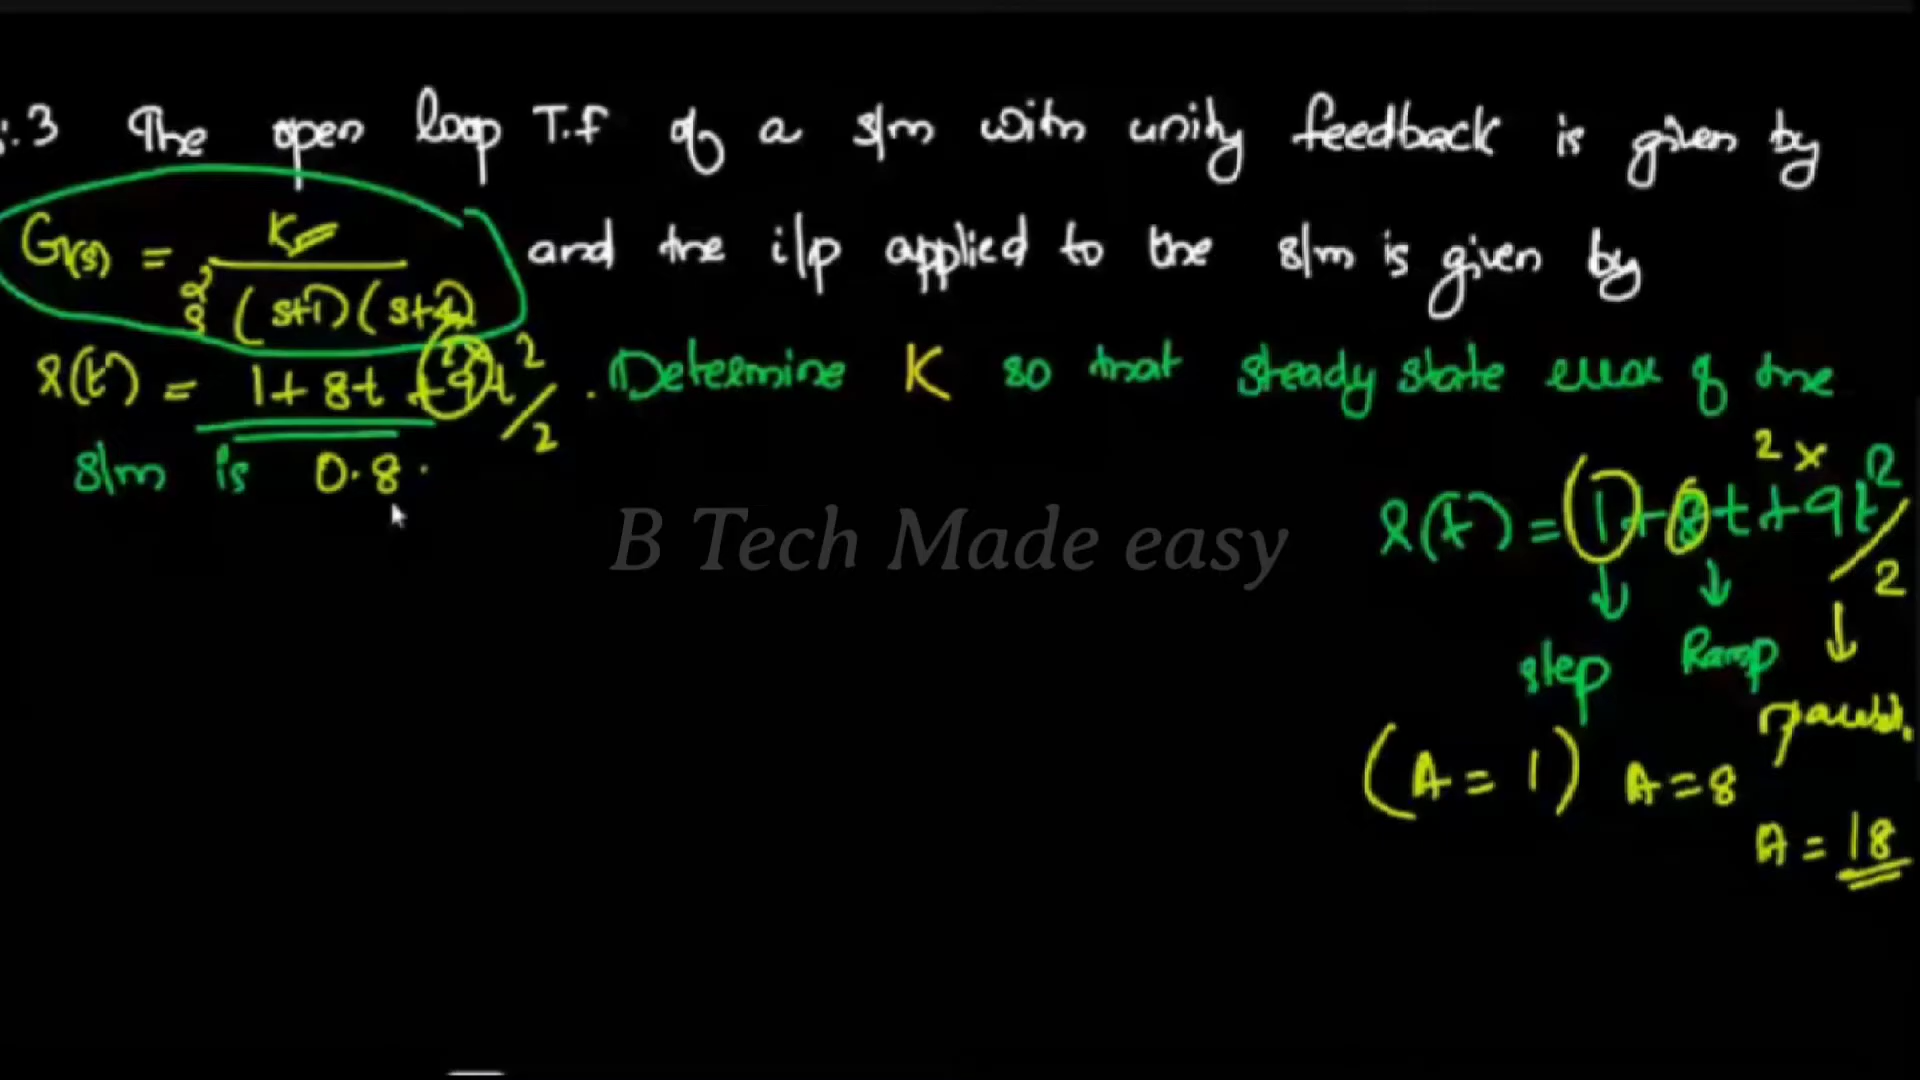 :.3 The open loop T.f of a s/m with unity feedback is given by
G(s) = K / s² (s+1)(s+4) and the i/p applied to the s/m is given by
r(t) = 1 + 8t + 9t²/2 . Determine K so that steady state error of the
s/m is 0.8.
2 x
r(t) = 1 + 8t + 9t²/2
B Tech Made easy
step Ramp parab.
(A = 1) A = 8
A = 18